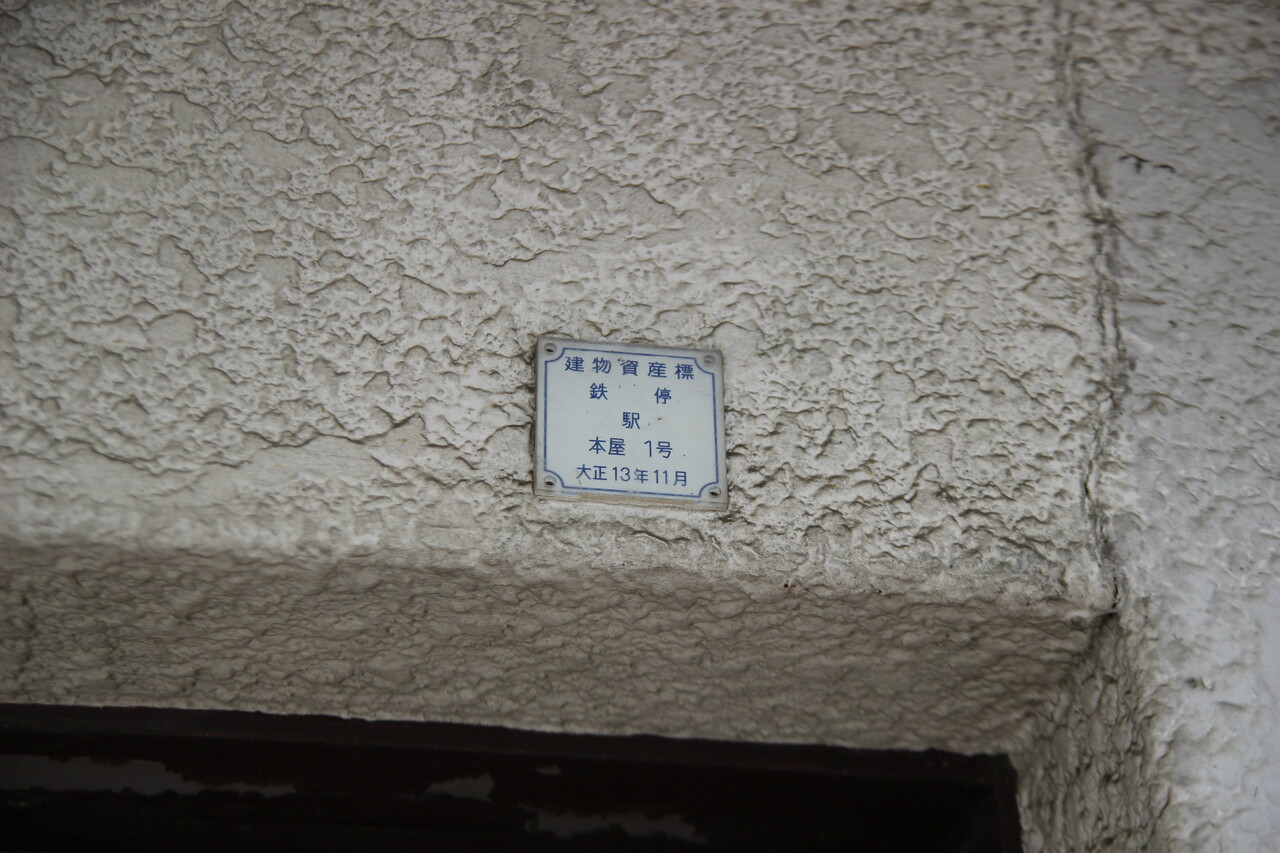 建物資産標
鉄 停
駅
本屋 1号
大正13年11月